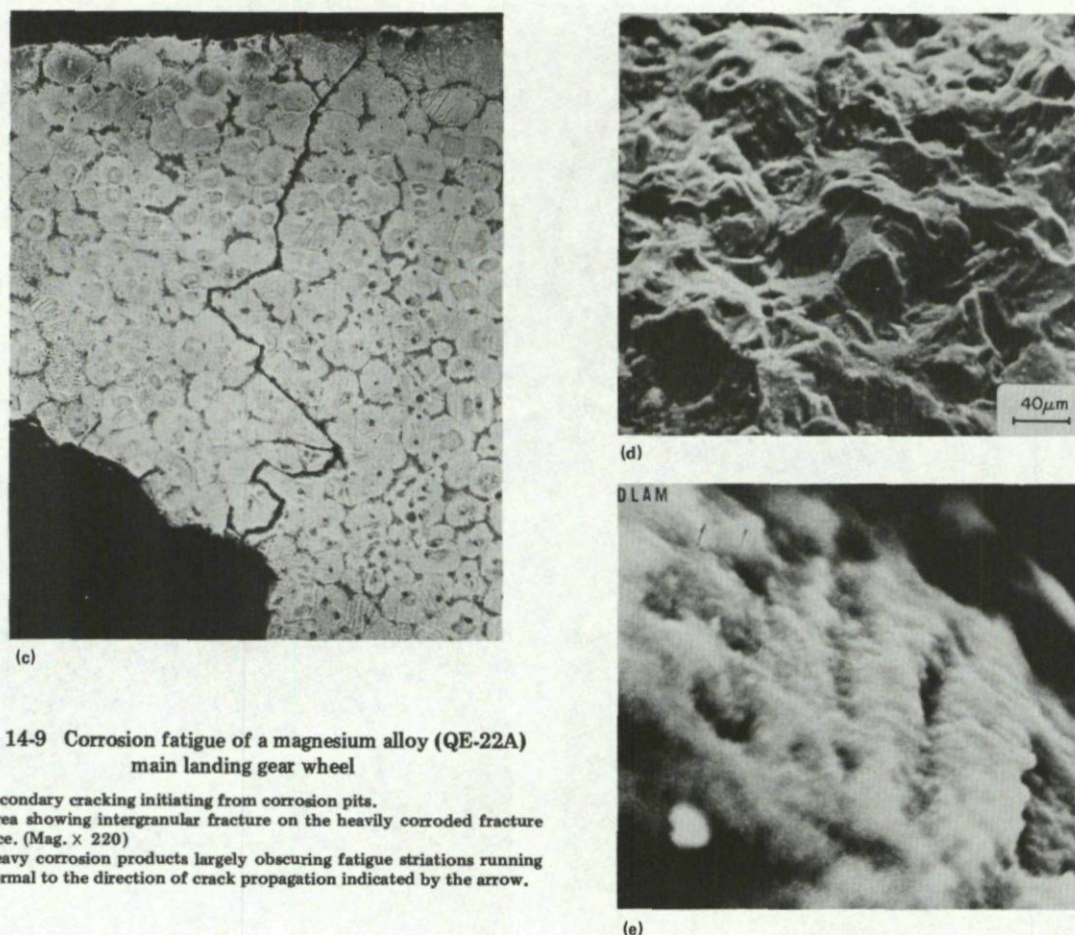 40μm
(d)
DLAM
(c)
14-9 Corrosion fatigue of a magnesium alloy (QE-22A)
main landing gear wheel
condary cracking initiating from corrosion pits.
ea showing intergranular fracture on the heavily corroded fracture
ce. (Mag. × 220)
eavy corrosion products largely obscuring fatigue striations running
ormal to the direction of crack propagation indicated by the arrow.
(e)